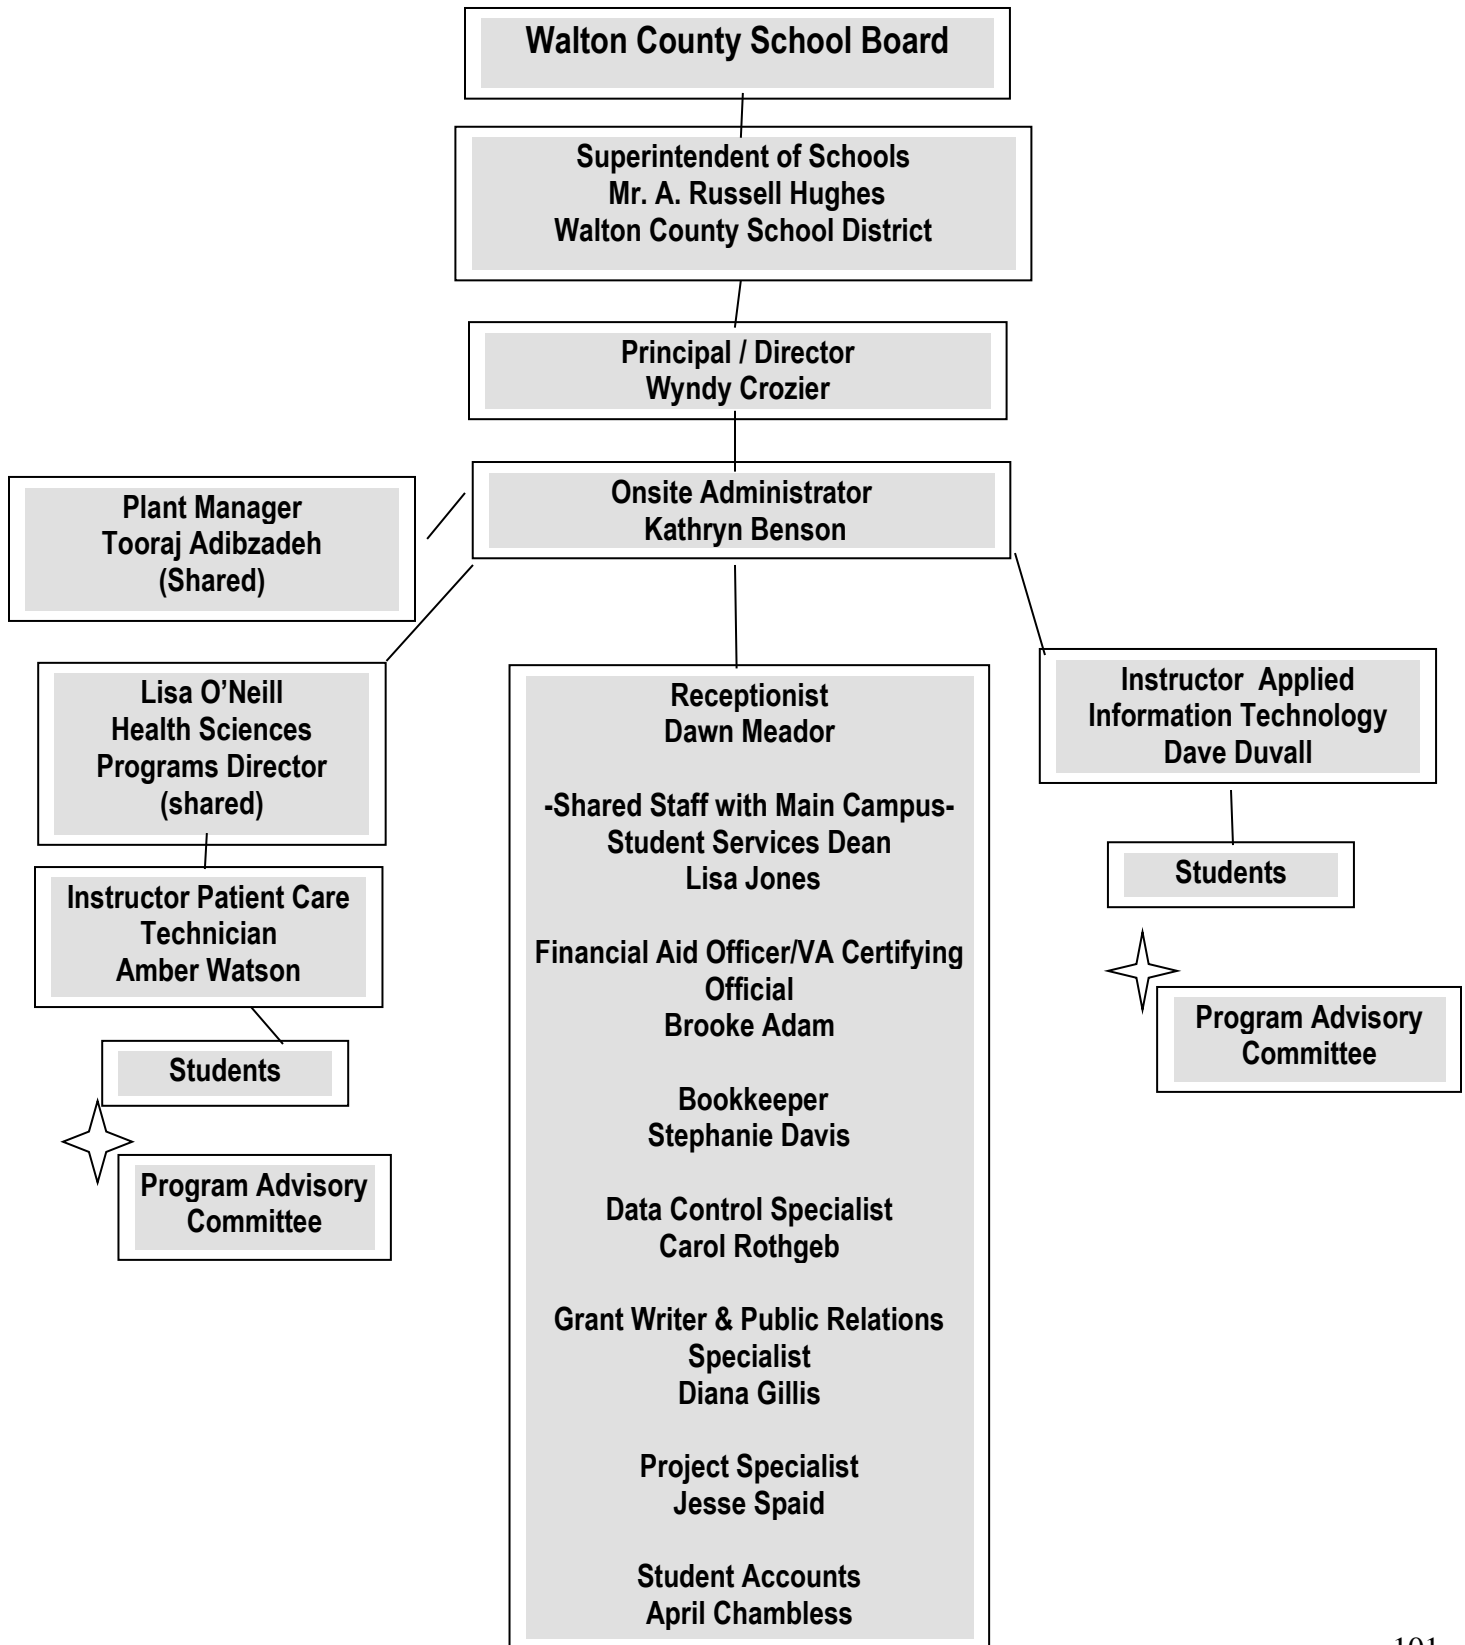 Walton County School Board
Superintendent of Schools
Mr. A. Russell Hughes
Walton County School District
Principal / Director
Wyndy Crozier
Onsite Administrator
Kathryn Benson
Plant Manager
Tooraj Adibzadeh
(Shared)
Lisa O’Neill
Health Sciences
Programs Director
(shared)
Instructor Patient Care
Technician
Amber Watson
Students
Program Advisory
Committee
Receptionist
Dawn Meador
-Shared Staff with Main Campus-
Student Services Dean
Lisa Jones
Financial Aid Officer/VA Certifying
Official
Brooke Adam
Bookkeeper
Stephanie Davis
Data Control Specialist
Carol Rothgeb
Grant Writer & Public Relations
Specialist
Diana Gillis
Project Specialist
Jesse Spaid
Student Accounts
April Chambless
Instructor Applied
Information Technology
Dave Duvall
Students
Program Advisory
Committee